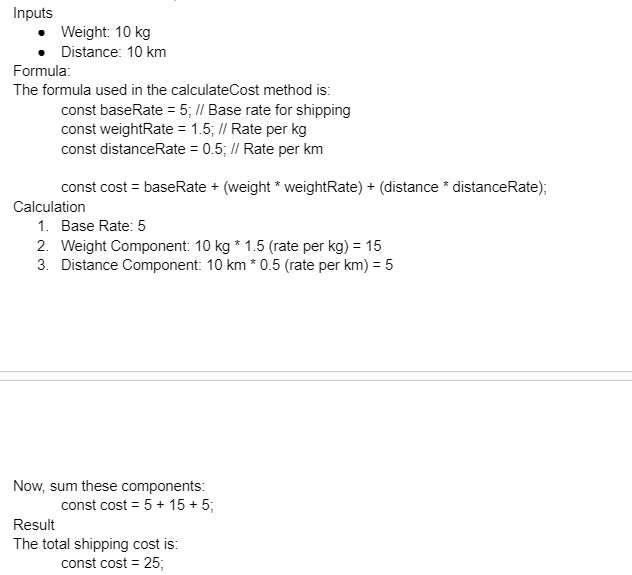 Inputs
● Weight: 10 kg
● Distance: 10 km
Formula:
The formula used in the calculateCost method is:
const baseRate = 5; // Base rate for shipping
const weightRate = 1.5; // Rate per kg
const distanceRate = 0.5; // Rate per km
const cost = baseRate + (weight * weightRate) + (distance * distanceRate);
Calculation
1. Base Rate: 5
2. Weight Component: 10 kg * 1.5 (rate per kg) = 15
3. Distance Component: 10 km * 0.5 (rate per km) = 5
Now, sum these components:
const cost = 5 + 15 + 5;
Result
The total shipping cost is:
const cost = 25;